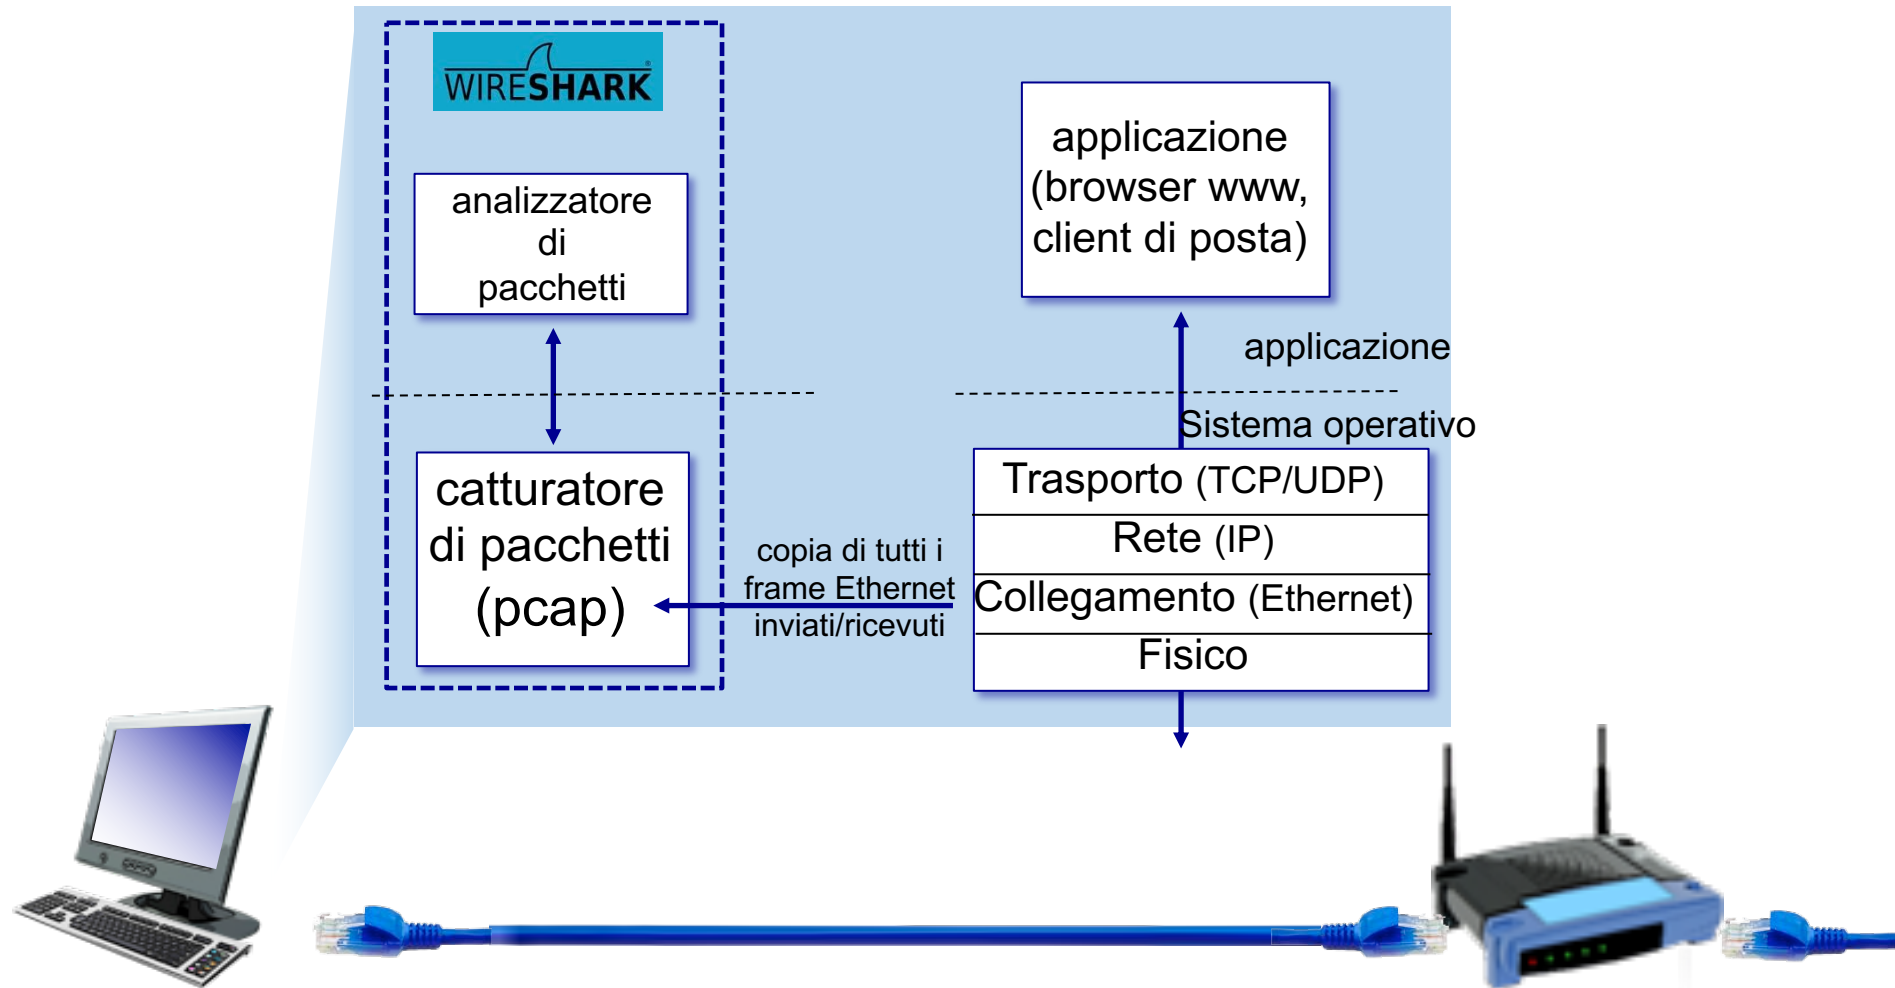 WIRESHARK
analizzatore
di
pacchetti
catturatore
di pacchetti
(pcap)
copia di tutti i
frame Ethernet
inviati/ricevuti
applicazione
(browser www,
client di posta)
applicazione
Sistema operativo
Trasporto (TCP/UDP)
Rete (IP)
Collegamento (Ethernet)
Fisico